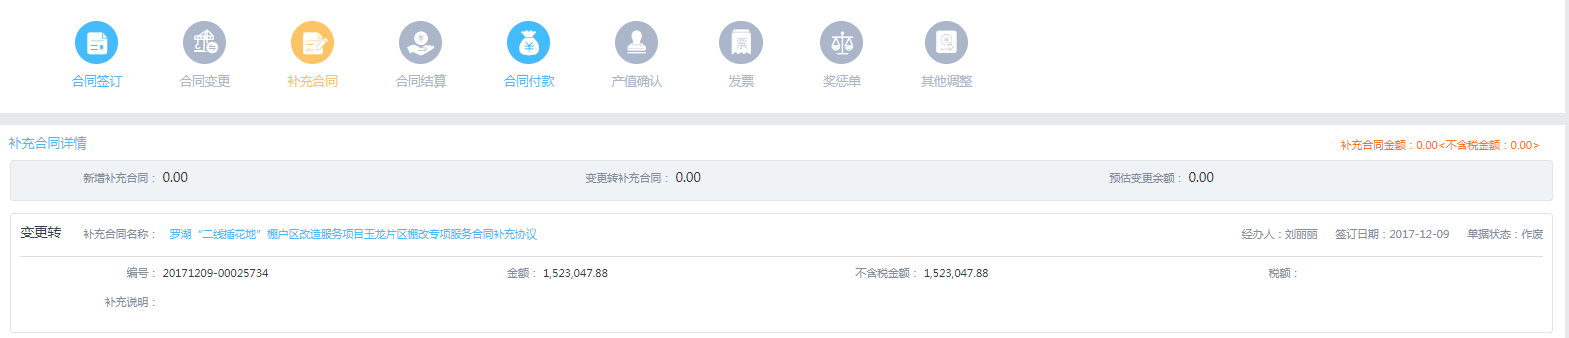 合同签订 合同变更 补充合同 合同结算 合同付款 产值确认 发票 奖惩单 其他调整
补充合同详情 补充合同金额：0.00<不含税金额：0.00>
新增补充合同： 0.00 变更转补充合同： 0.00 预估变更余额： 0.00
变更转 补充合同名称： 罗湖“二线插花地”棚户区改造服务项目玉龙片区棚改专项服务合同补充协议 经办人：刘丽丽 签订日期：2017-12-09 单据状态：作废
编号： 20171209-00025734 金额： 1,523,047.88 不含税金额： 1,523,047.88 税额：
补充说明：